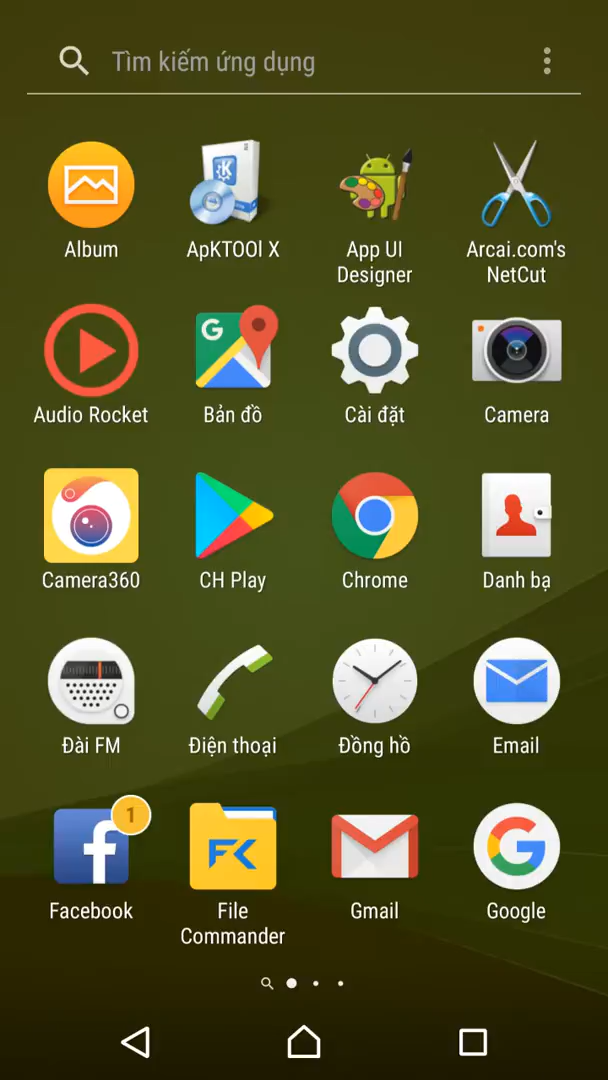 Tìm kiếm ứng dụng
Album
ApKTOOl X
App UI
Designer
Arcai.com's
NetCut
Audio Rocket
Bản đồ
Cài đặt
Camera
Camera360
CH Play
Chrome
Danh bạ
Đài FM
Điện thoại
Đồng hồ
Email
1
Facebook
File
Commander
Gmail
Google